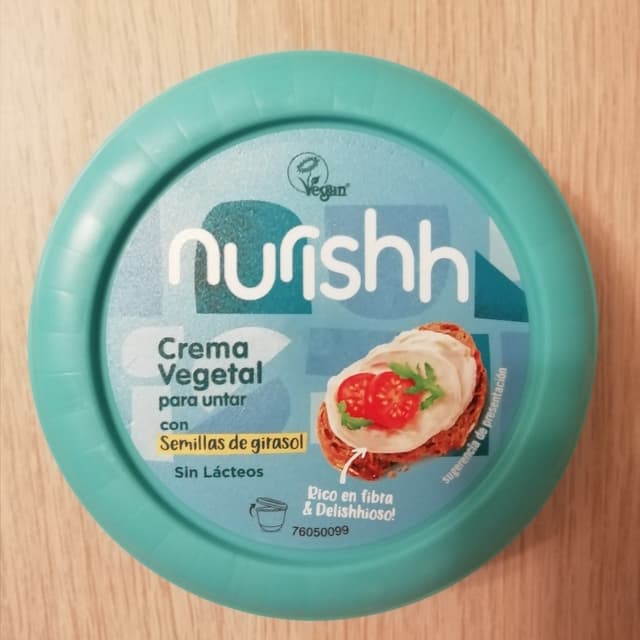 Vegan
nurishh
Crema
Vegetal
para untar
con
Semillas de girasol
Sin Lácteos
sugerencia de presentación
Rico en fibra
& Delishhioso!
76050099